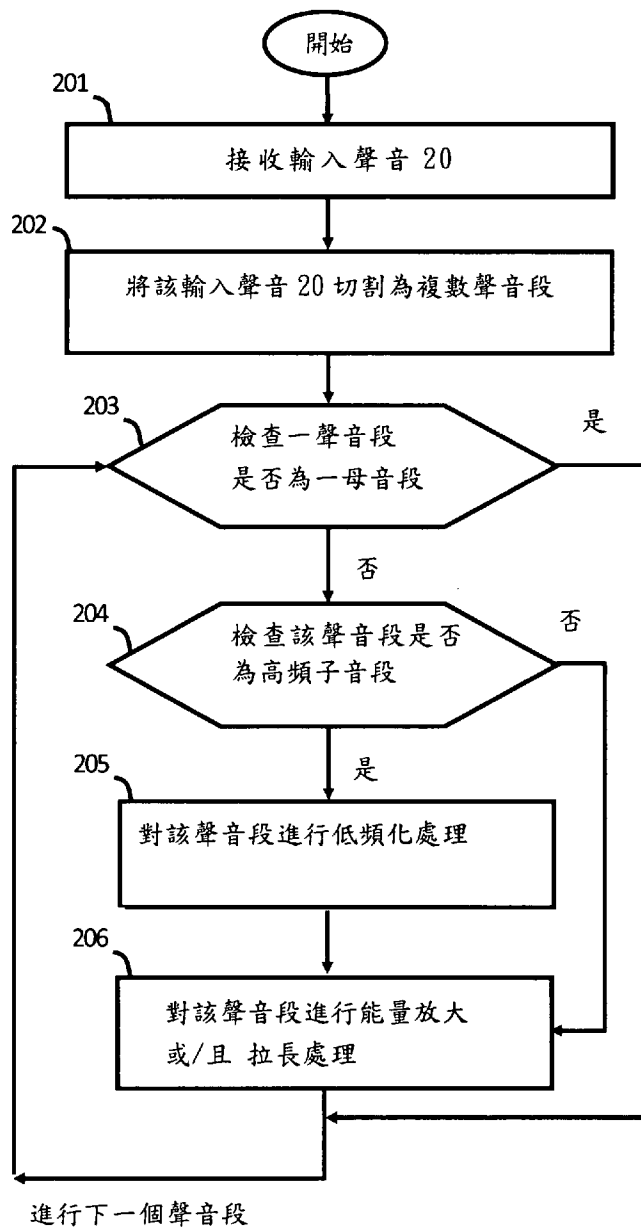 開始
201
接收輸入聲音 20
202
將該輸入聲音 20 切割為複數聲音段
203
檢查一聲音段
是否為一母音段
是
否
204
檢查該聲音段是否
為高頻子音段
否
是
205
對該聲音段進行低頻化處理
206
對該聲音段進行能量放大
或/且 拉長處理
進行下一個聲音段